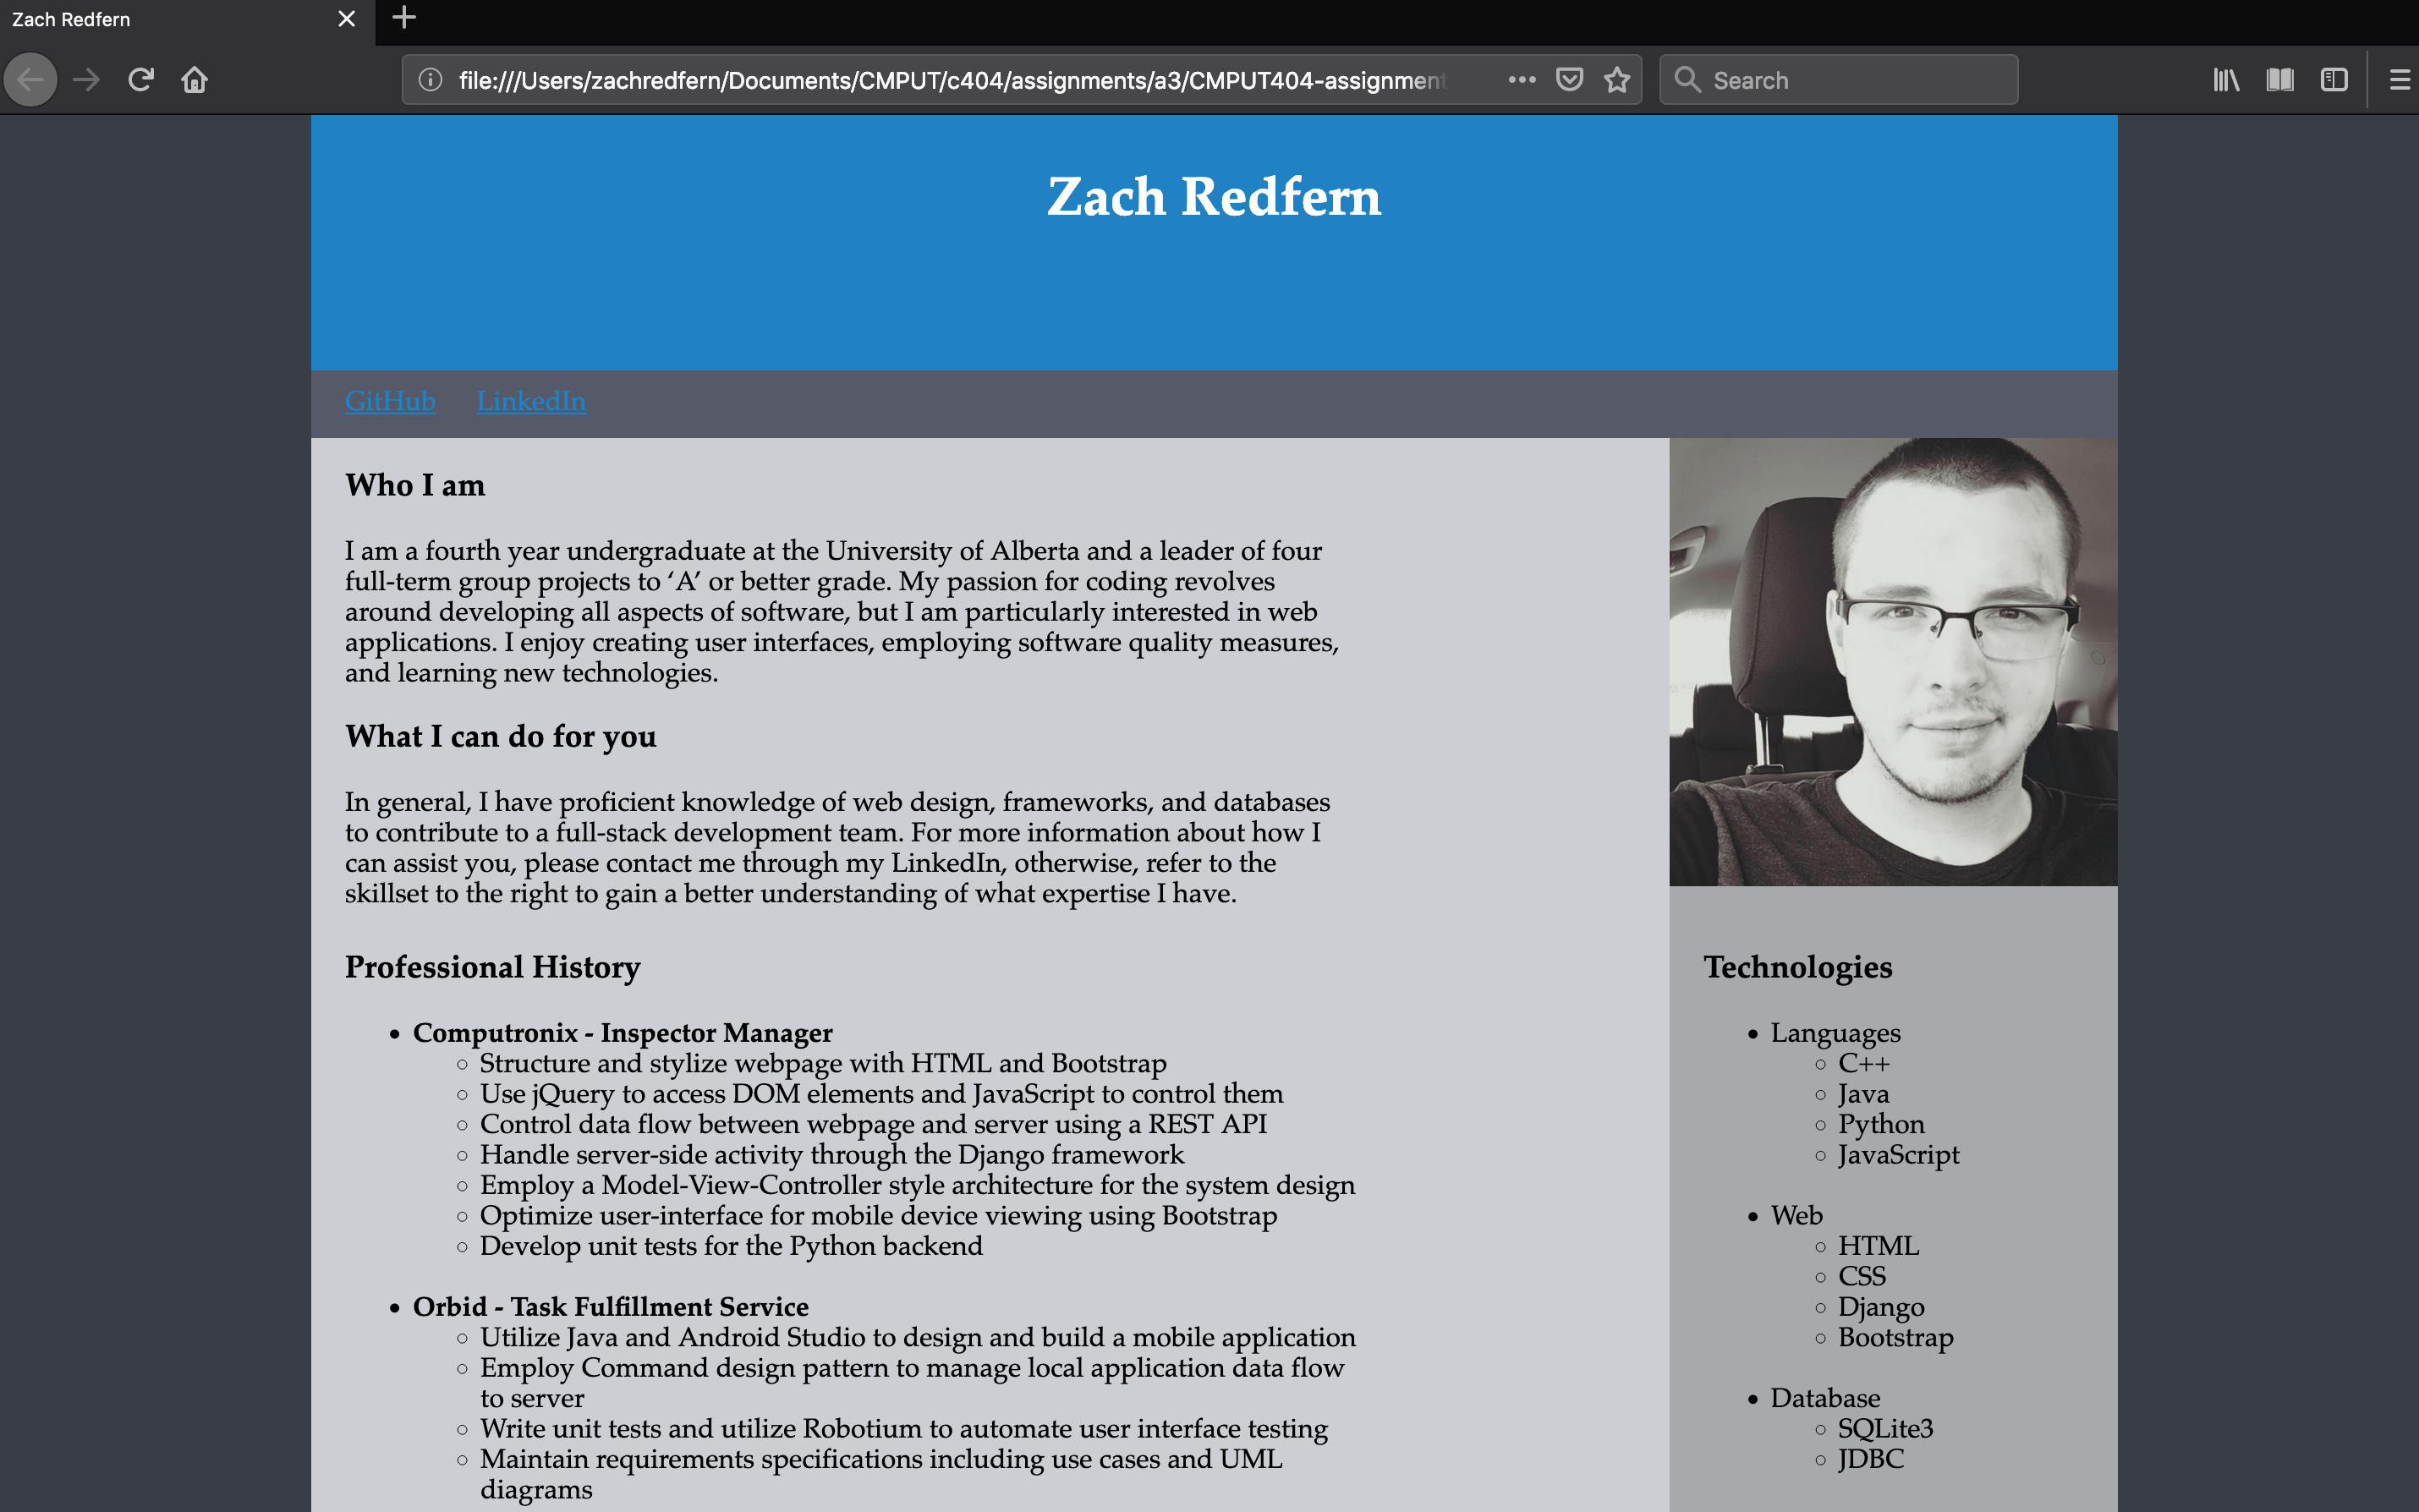 Zach Redfern
file:///Users/zachredfern/Documents/CMPUT/c404/assignments/a3/CMPUT404-assignment
Search
Zach Redfern
GitHub LinkedIn
Who I am
I am a fourth year undergraduate at the University of Alberta and a leader of four
full-term group projects to ‘A’ or better grade. My passion for coding revolves
around developing all aspects of software, but I am particularly interested in web
applications. I enjoy creating user interfaces, employing software quality measures,
and learning new technologies.
What I can do for you
In general, I have proficient knowledge of web design, frameworks, and databases
to contribute to a full-stack development team. For more information about how I
can assist you, please contact me through my LinkedIn, otherwise, refer to the
skillset to the right to gain a better understanding of what expertise I have.
Professional History
Computronix - Inspector Manager
Structure and stylize webpage with HTML and Bootstrap
Use jQuery to access DOM elements and JavaScript to control them
Control data flow between webpage and server using a REST API
Handle server-side activity through the Django framework
Employ a Model-View-Controller style architecture for the system design
Optimize user-interface for mobile device viewing using Bootstrap
Develop unit tests for the Python backend
Orbid - Task Fulfillment Service
Utilize Java and Android Studio to design and build a mobile application
Employ Command design pattern to manage local application data flow
to server
Write unit tests and utilize Robotium to automate user interface testing
Maintain requirements specifications including use cases and UML
diagrams
Technologies
Languages
C++
Java
Python
JavaScript
Web
HTML
CSS
Django
Bootstrap
Database
SQLite3
JDBC